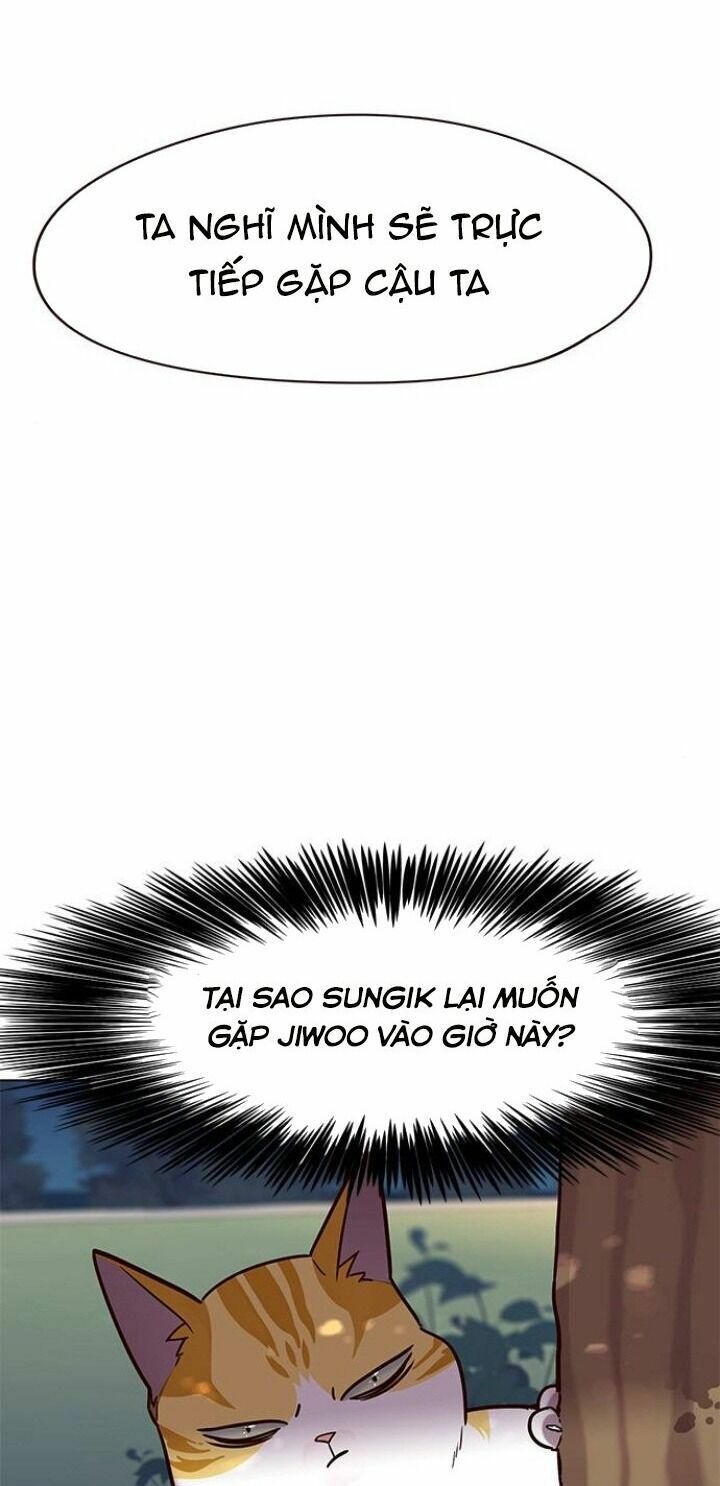 TA NGHĨ MÌNH SẼ TRỰC
TIẾP GẶP CẬU TA
TẠI SAO SUNGIK LẠI MUỐN
GẶP JIWOO VÀO GIỜ NÀY?